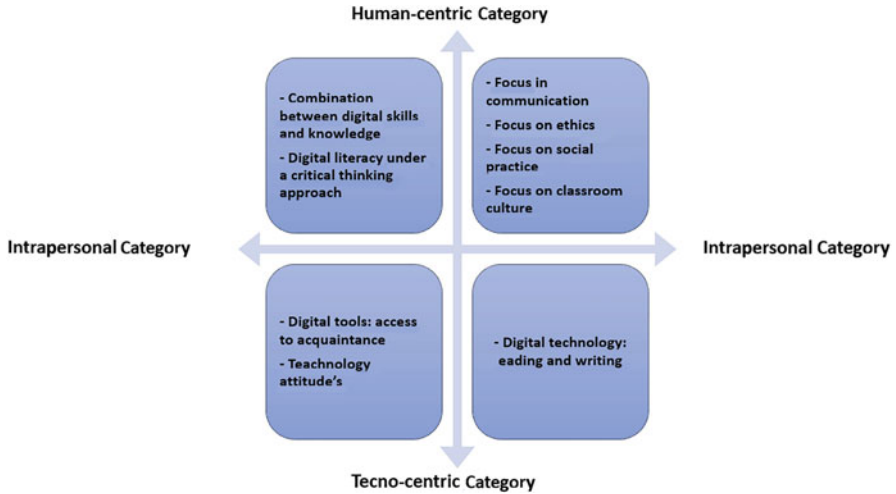 Human-centric Category
- Combination
between digital skills
and knowledge
- Digital literacy under
a critical thinking
approach
- Focus in
communication
- Focus on ethics
- Focus on social
practice
- Focus on classroom
culture
Intrapersonal Category
Intrapersonal Category
- Digital tools: access
to acquaintance
- Teachnology
attitude's
- Digital technology:
eading and writing
Tecno-centric Category